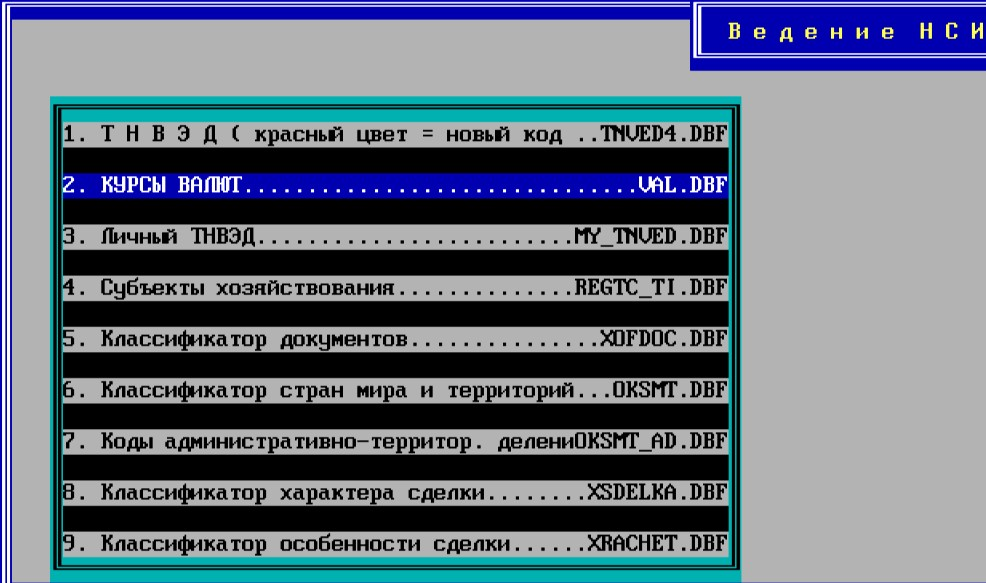 В е д е н и е  Н С И
1. Т Н В Э Д ( красный цвет = новый код ..TNVED4.DBF
2. КУРСЫ ВАЛЮТ...............................VAL.DBF
3. Личный ТНВЭД.........................MY_TNVED.DBF
4. Субъекты хозяйствования..............REGTC_TI.DBF
5. Классификатор документов...............XOFDOC.DBF
6. Классификатор стран мира и территорий...OKSMT.DBF
7. Коды административно-территор. делениOKSMT_AD.DBF
8. Классификатор характера сделки........XSDELKA.DBF
9. Классификатор особенности сделки......XRACHET.DBF